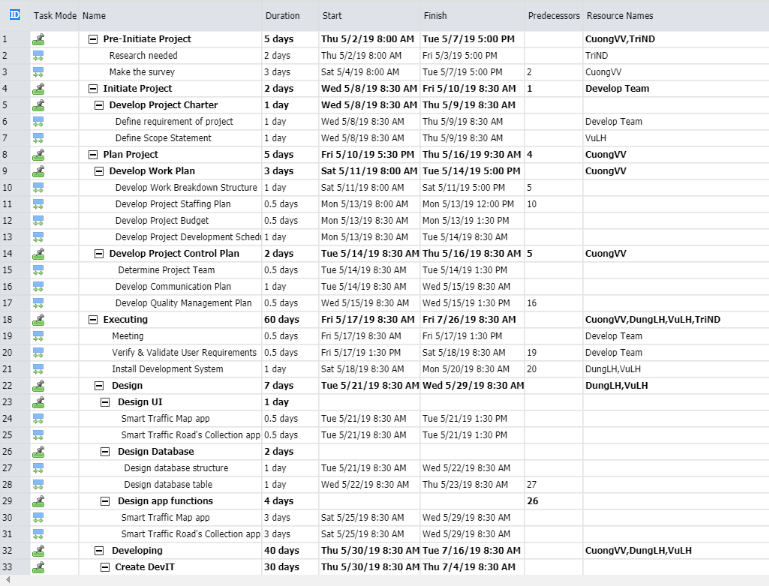 ID Task Mode Name Duration Start Finish Predecessors Resource Names
1 Pre-Initiate Project 5 days Thu 5/2/19 8:00 AM Tue 5/7/19 5:00 PM CuongVV,TriND
2 Research needed 2 days Thu 5/2/19 8:00 AM Fri 5/3/19 5:00 PM TriND
3 Make the survey 3 days Sat 5/4/19 8:00 AM Tue 5/7/19 5:00 PM 2 CuongVV
4 Initiate Project 2 days Wed 5/8/19 8:30 AM Fri 5/10/19 8:30 AM 1 Develop Team
5 Develop Project Charter 1 day Wed 5/8/19 8:30 AM Thu 5/9/19 8:30 AM
6 Define requirement of project 1 day Wed 5/8/19 8:30 AM Thu 5/9/19 8:30 AM Develop Team
7 Define Scope Statement 1 day Wed 5/8/19 8:30 AM Thu 5/9/19 8:30 AM VuLH
8 Plan Project 5 days Fri 5/10/19 5:30 PM Thu 5/16/19 9:30 AM 4 CuongVV
9 Develop Work Plan 3 days Sat 5/11/19 8:00 AM Tue 5/14/19 5:00 PM CuongVV
10 Develop Work Breakdown Structure 1 day Sat 5/11/19 8:00 AM Sat 5/11/19 5:00 PM 5
11 Develop Project Staffing Plan 0.5 days Mon 5/13/19 8:00 AM Mon 5/13/19 12:00 PM 10
12 Develop Project Budget 0.5 days Mon 5/13/19 8:30 AM Mon 5/13/19 1:30 PM
13 Develop Project Development Schedu 1 day Mon 5/13/19 8:30 AM Tue 5/14/19 8:30 AM
14 Develop Project Control Plan 2 days Tue 5/14/19 8:30 AM Thu 5/16/19 8:30 AM 5 CuongVV
15 Determine Project Team 0.5 days Tue 5/14/19 8:30 AM Tue 5/14/19 1:30 PM
16 Develop Communication Plan 1 day Tue 5/14/19 8:30 AM Wed 5/15/19 8:30 AM
17 Develop Quality Management Plan 0.5 days Wed 5/15/19 8:30 AM Wed 5/15/19 1:30 PM 16
18 Executing 60 days Fri 5/17/19 8:30 AM Fri 7/26/19 8:30 AM CuongVV,DungLH,VuLH,TriND
19 Meeting 0.5 days Fri 5/17/19 8:30 AM Fri 5/17/19 1:30 PM Develop Team
20 Verify & Validate User Requirements 0.5 days Fri 5/17/19 1:30 PM Sat 5/18/19 8:30 AM 19 Develop Team
21 Install Development System 1 day Sat 5/18/19 8:30 AM Mon 5/20/19 8:30 AM 20 DungLH,VuLH
22 Design 7 days Tue 5/21/19 8:30 AM Wed 5/29/19 8:30 AM DungLH,VuLH
23 Design UI 1 day
24 Smart Traffic Map app 0.5 days Tue 5/21/19 8:30 AM Tue 5/21/19 1:30 PM
25 Smart Traffic Road's Collection app 0.5 days Tue 5/21/19 8:30 AM Tue 5/21/19 1:30 PM
26 Design Database 2 days
27 Design database structure 1 day Tue 5/21/19 8:30 AM Wed 5/22/19 8:30 AM
28 Design database table 1 day Wed 5/22/19 8:30 AM Thu 5/23/19 8:30 AM 27
29 Design app functions 4 days 26
30 Smart Traffic Map app 3 days Sat 5/25/19 8:30 AM Wed 5/29/19 8:30 AM
31 Smart Traffic Road's Collection app 3 days Sat 5/25/19 8:30 AM Wed 5/29/19 8:30 AM
32 Developing 40 days Thu 5/30/19 8:30 AM Tue 7/16/19 8:30 AM CuongVV,DungLH,VuLH
33 Create DevIT 30 days Thu 5/30/19 8:30 AM Thu 7/4/19 8:30 AM